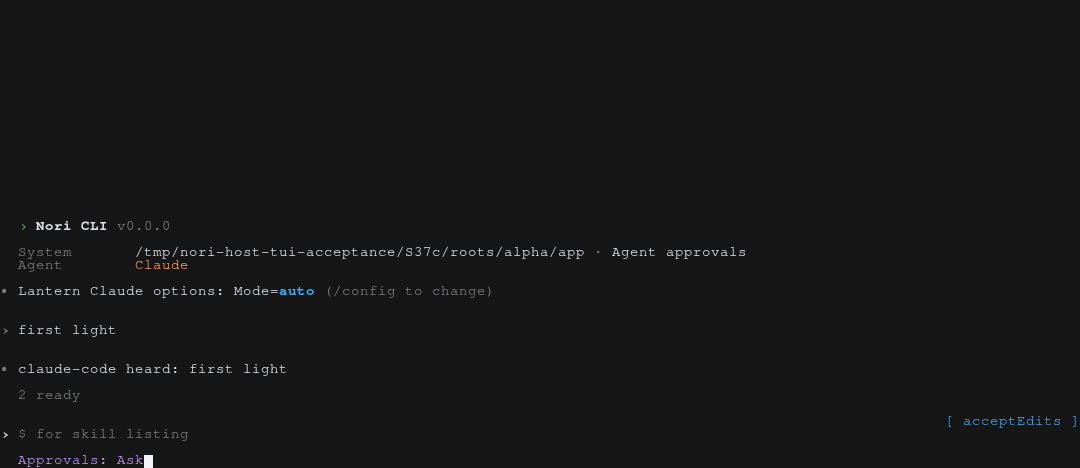 › Nori CLI v0.0.0
System /tmp/nori-host-tui-acceptance/S37c/roots/alpha/app · Agent approvals
Agent Claude
• Lantern Claude options: Mode=auto (/config to change)
› first light
• claude-code heard: first light
2 ready
[ acceptEdits ]
› $ for skill listing
Approvals: Ask